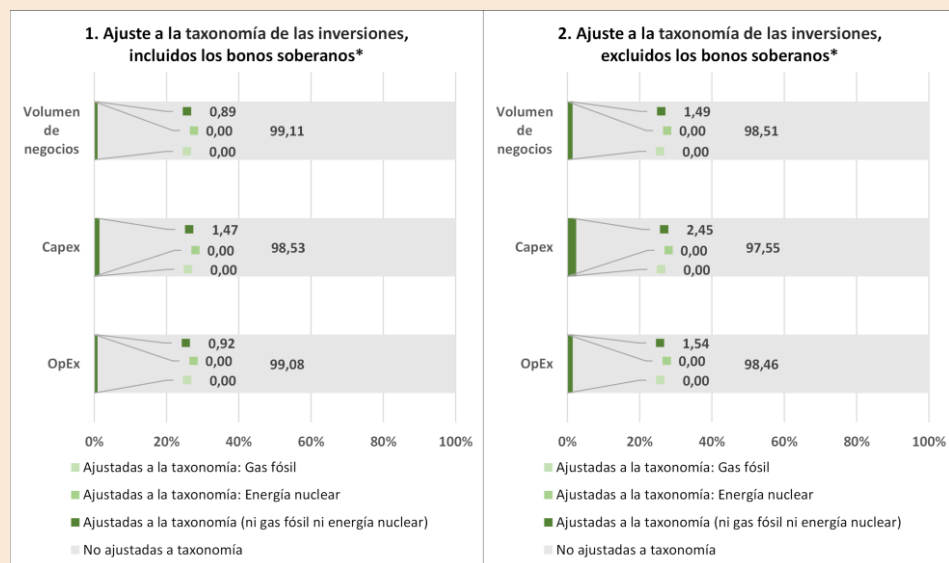 1. Ajuste a la taxonomía de las inversiones,
incluidos los bonos soberanos*
Volumen
de
negocios
0,89
0,00
99,11
0,00
Capex
1,47
0,00
98,53
0,00
OpEx
0,92
0,00
99,08
0,00
0% 20% 40% 60% 80% 100%
Ajustadas a la taxonomía: Gas fósil
Ajustadas a la taxonomía: Energía nuclear
Ajustadas a la taxonomía (ni gas fósil ni energía nuclear)
No ajustadas a taxonomía
2. Ajuste a la taxonomía de las inversiones,
excluidos los bonos soberanos*
Volumen
de
negocios
1,49
0,00
98,51
0,00
Capex
2,45
0,00
97,55
0,00
OpEx
1,54
0,00
98,46
0,00
0% 20% 40% 60% 80% 100%
Ajustadas a la taxonomía: Gas fósil
Ajustadas a la taxonomía: Energía nuclear
Ajustadas a la taxonomía (ni gas fósil ni energía nuclear)
No ajustadas a taxonomía